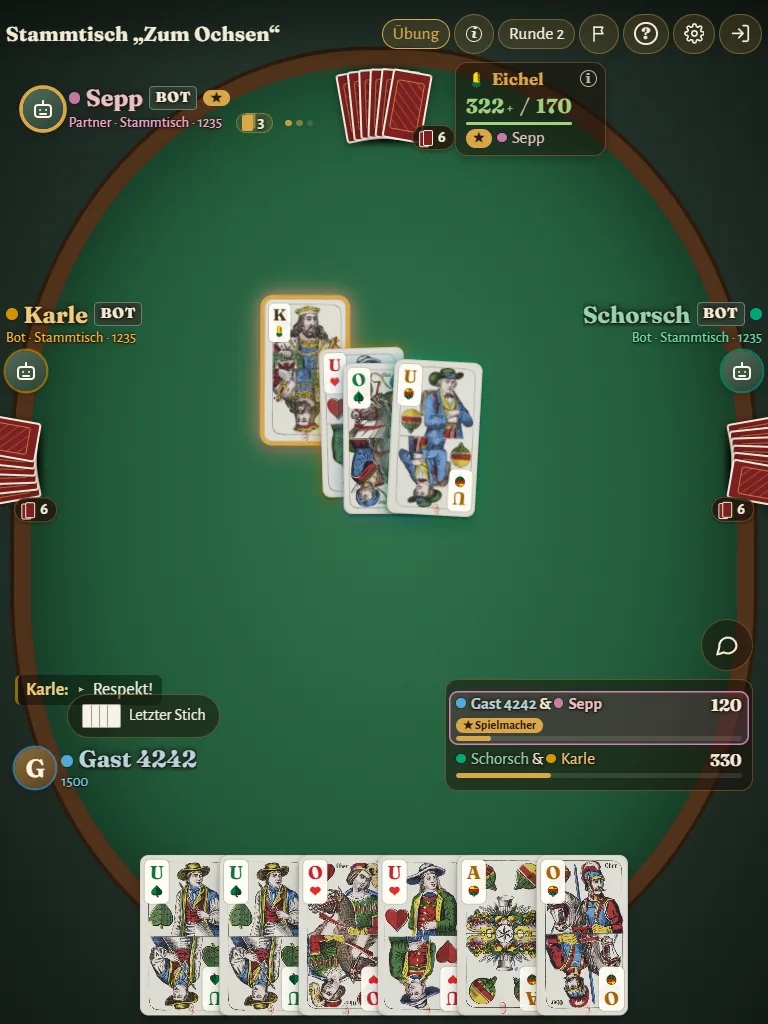 Stammtisch „Zum Ochsen“
Übung
Runde 2
?
Sepp BOT
Partner · Stammtisch · 1235
3
6
Eichel
322+ / 170
Sepp
Karle BOT
Bot · Stammtisch · 1235
6
Schorsch BOT
Bot · Stammtisch · 1235
6
K
U
O
U
U
Karle: ▸ Respekt!
Letzter Stich
G
Gast 4242
1500
Gast 4242 & Sepp 120
Spielmacher
Schorsch & Karle 330
U
U
U
U
O
Ober
O
U
U
A
A
O
Ober
O